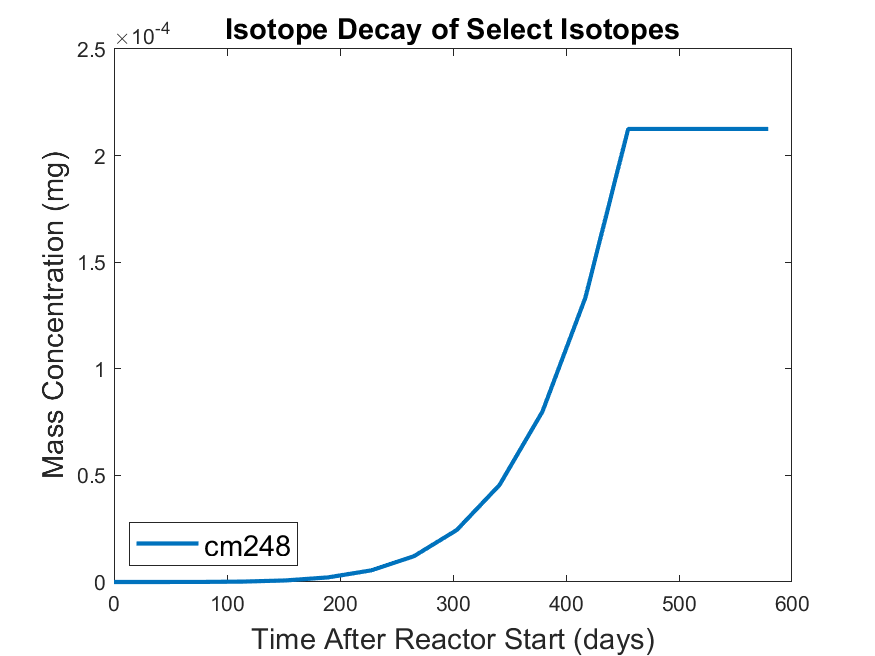 Isotope Decay of Select Isotopes
×10-4
2.5
2
1.5
1
0.5
0
Mass Concentration (mg)
cm248
0 100 200 300 400 500 600
Time After Reactor Start (days)